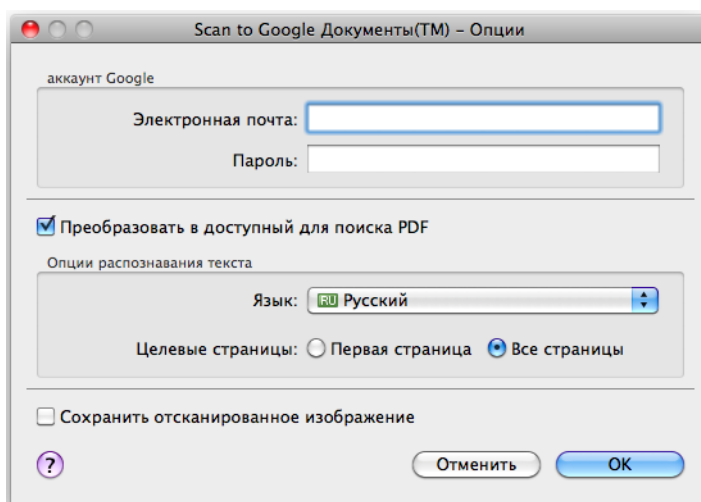 Scan to Google Документы(TM) – Опции
аккаунт Google
Электронная почта:
Пароль:
Преобразовать в доступный для поиска PDF
Опции распознавания текста
Язык: RU Русский
Целевые страницы: Первая страница Все страницы
Сохранить отсканированное изображение
? Отменить OK